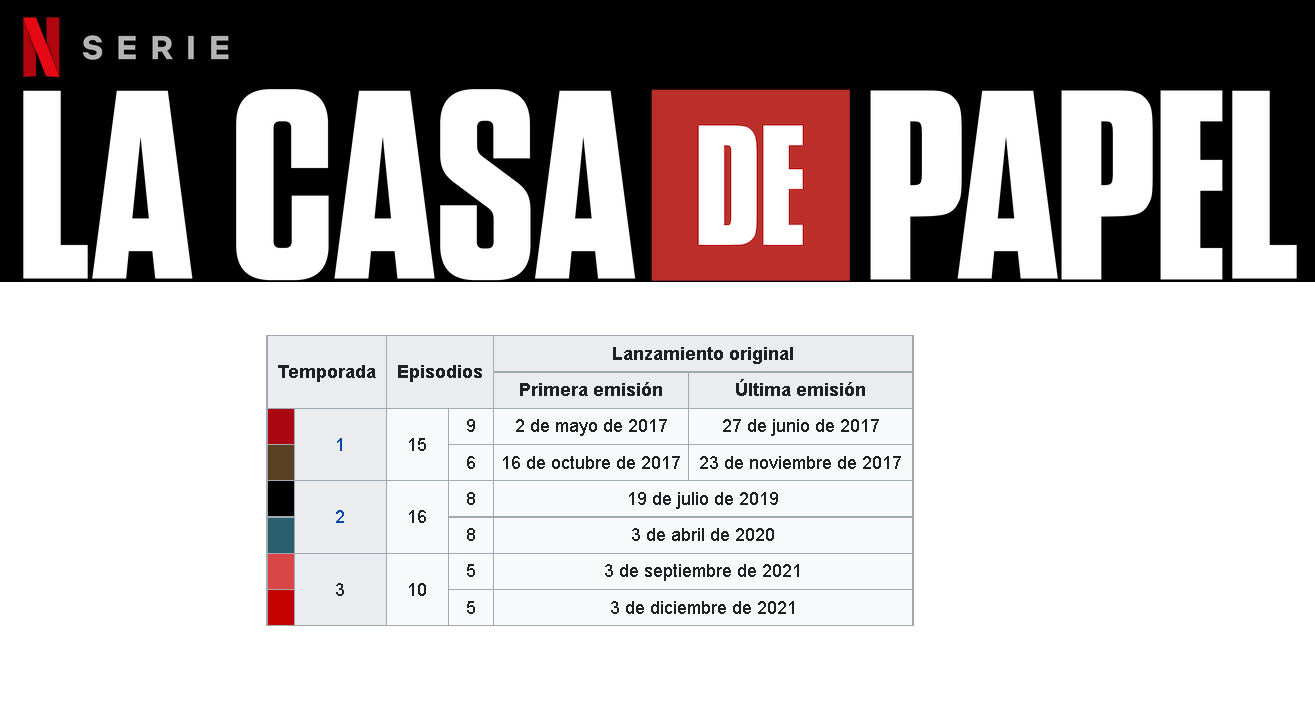 N SERIE
LA CASA DE PAPEL
Temporada Episodios Lanzamiento original
Primera emisión Última emisión
1 15 9 2 de mayo de 2017 27 de junio de 2017
6 16 de octubre de 2017 23 de noviembre de 2017
2 16 8 19 de julio de 2019
8 3 de abril de 2020
3 10 5 3 de septiembre de 2021
5 3 de diciembre de 2021